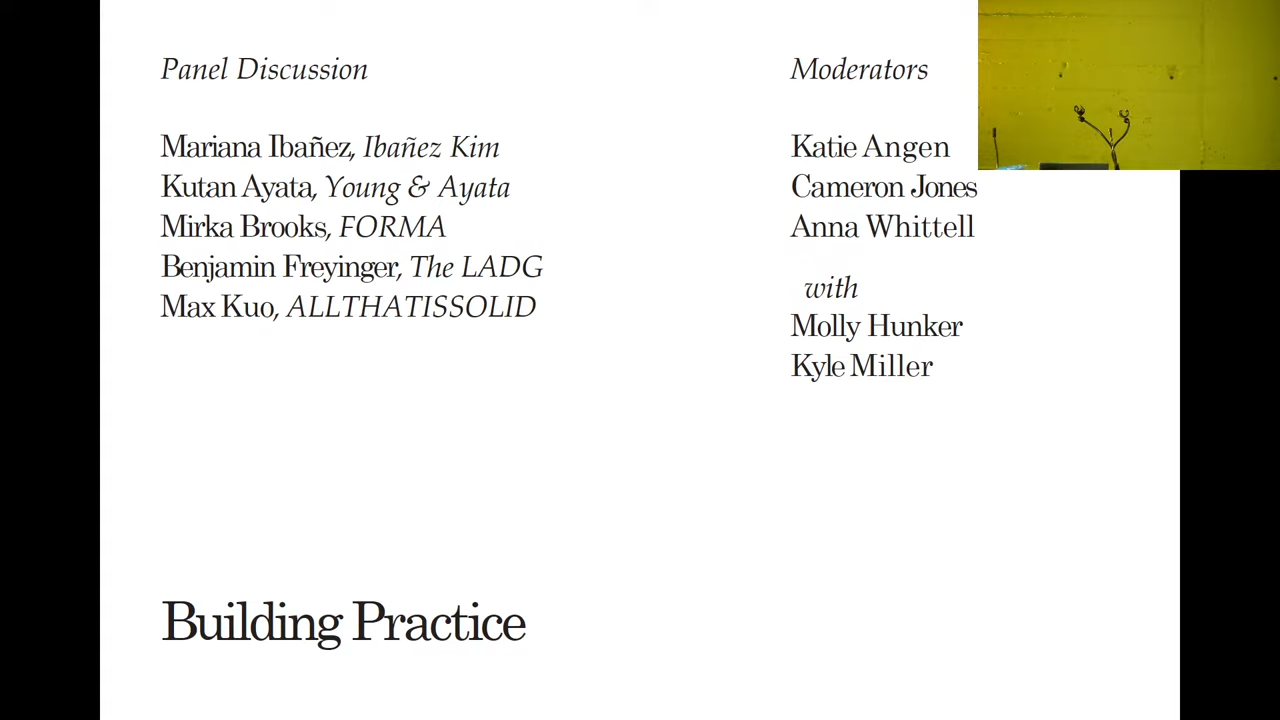 Panel Discussion
Mariana Ibañez, Ibañez Kim
Kutan Ayata, Young & Ayata
Mirka Brooks, FORMA
Benjamin Freyinger, The LADG
Max Kuo, ALLTHATISSOLID
Moderators
Katie Angen
Cameron Jones
Anna Whittell
with
Molly Hunker
Kyle Miller
Building Practice